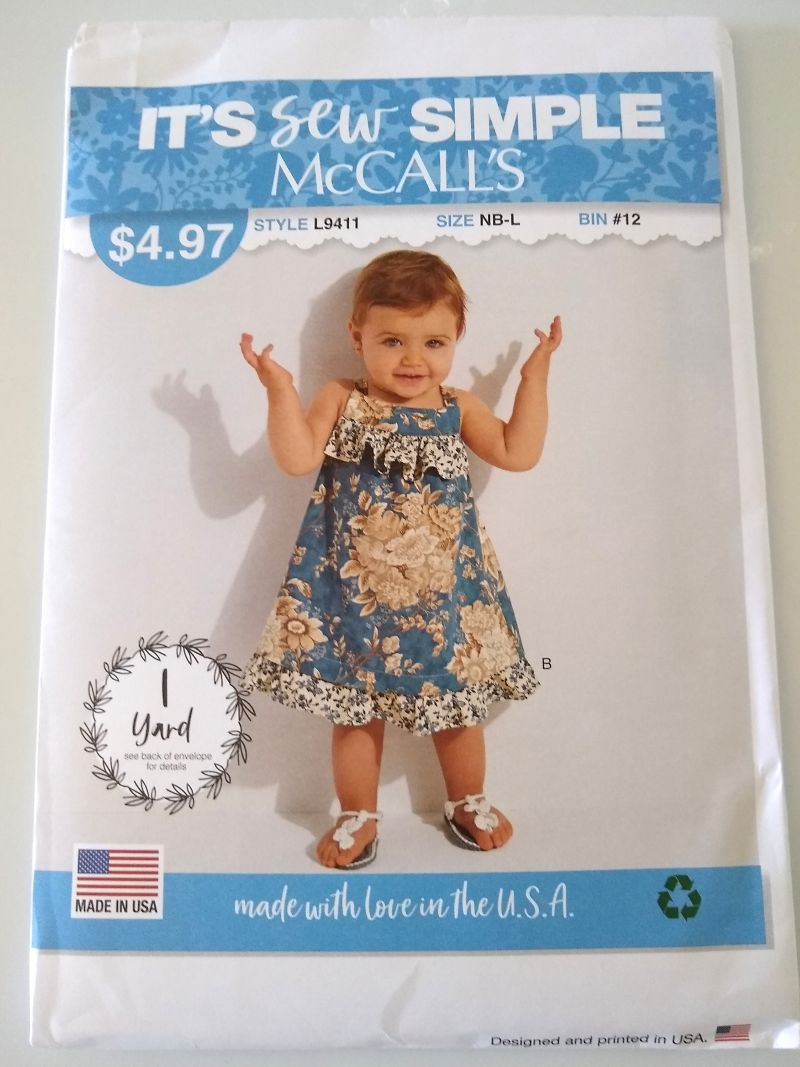 IT'S sew SIMPLE
McCALL'S
$4.97
STYLE L9411 SIZE NB-L BIN #12
B
1
Yard
see back of envelope
for details
MADE IN USA
made with love in the U.S.A.
Designed and printed in USA.